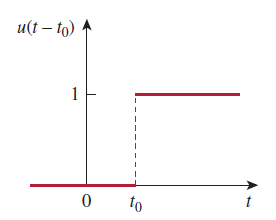 u(t – t₀)
1
0 t₀ t